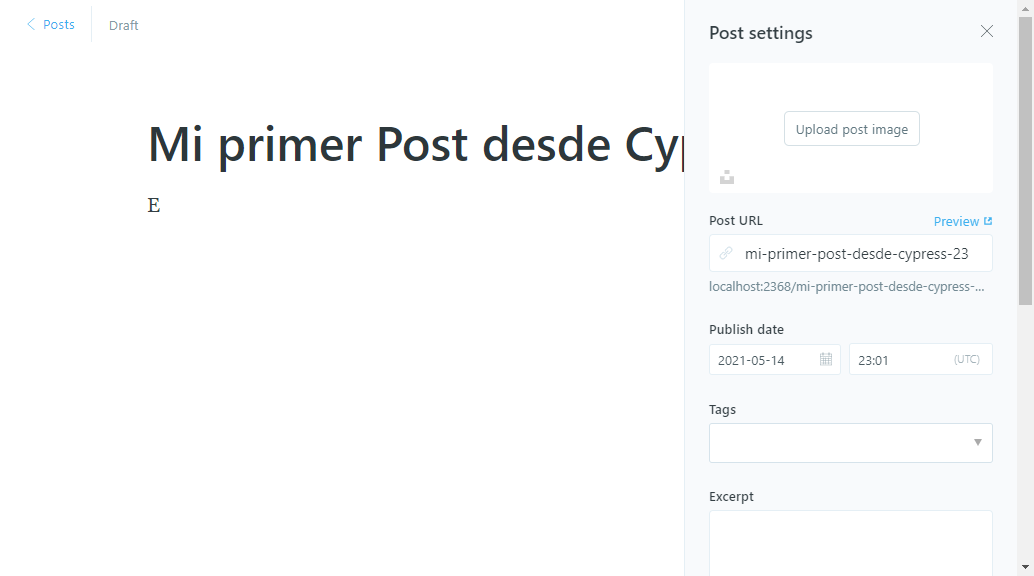 Posts
Draft
Mi primer Post desde Cyp
E
Post settings
Upload post image
Post URL
Preview
mi-primer-post-desde-cypress-23
localhost:2368/mi-primer-post-desde-cypress-...
Publish date
2021-05-14
23:01
(UTC)
Tags
Excerpt